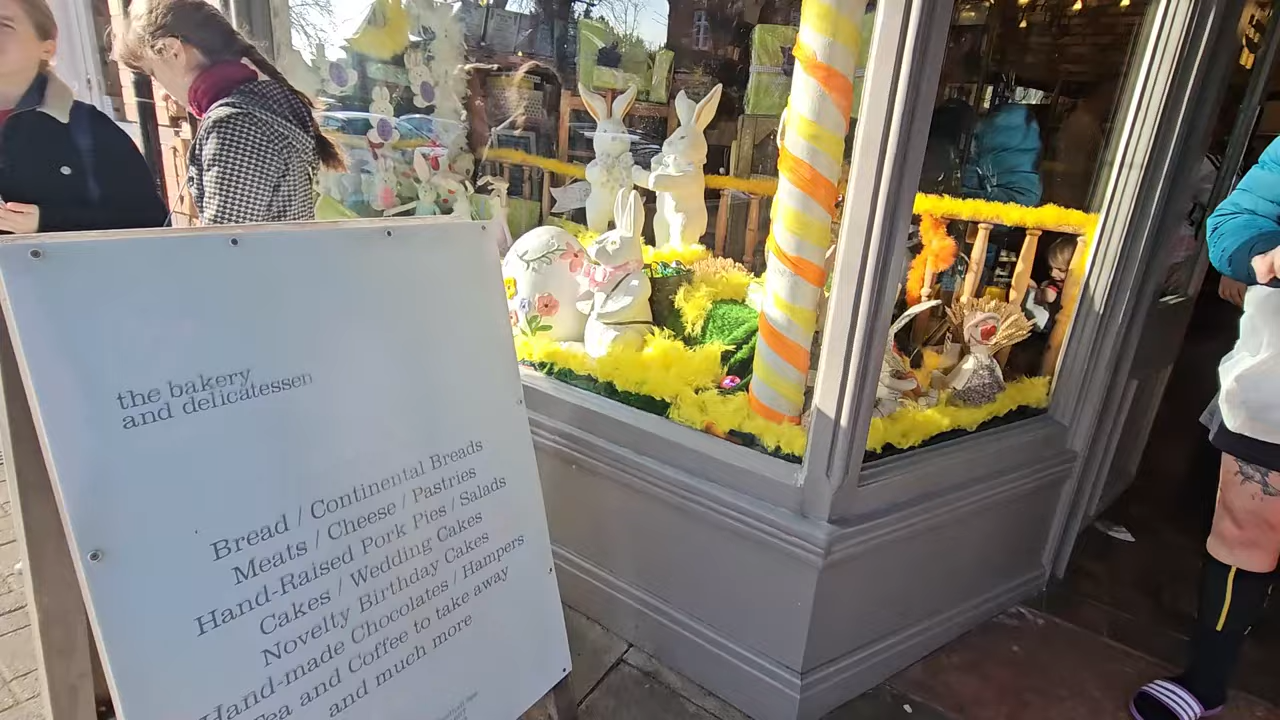 the bakery
and delicatessen
Bread / Continental Breads
Meats / Cheese / Pastries
Hand-Raised Pork Pies / Salads
Cakes / Wedding Cakes
Novelty Birthday Cakes
Hand-made Chocolates / Hampers
Tea and Coffee to take away
and much more